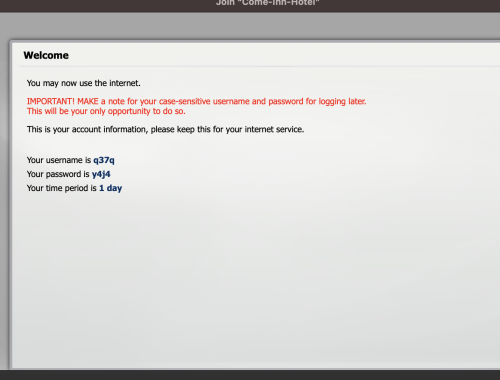 Join "Come-Inn-Hotel"
Welcome
You may now use the internet.
IMPORTANT! MAKE a note for your case-sensitive username and password for logging later.
This will be your only opportunity to do so.
This is your account information, please keep this for your internet service.
Your username is q37q
Your password is y4j4
Your time period is 1 day